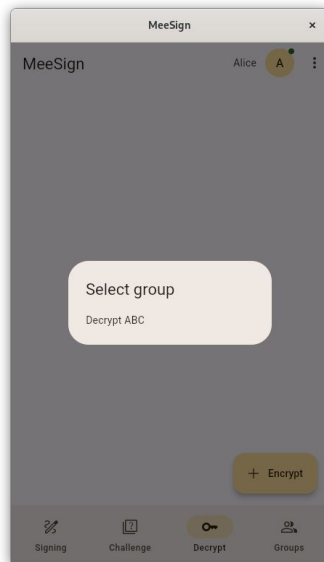 MeeSign
MeeSign
Alice A
Select group
Decrypt ABC
+ Encrypt
Signing Challenge Decrypt Groups